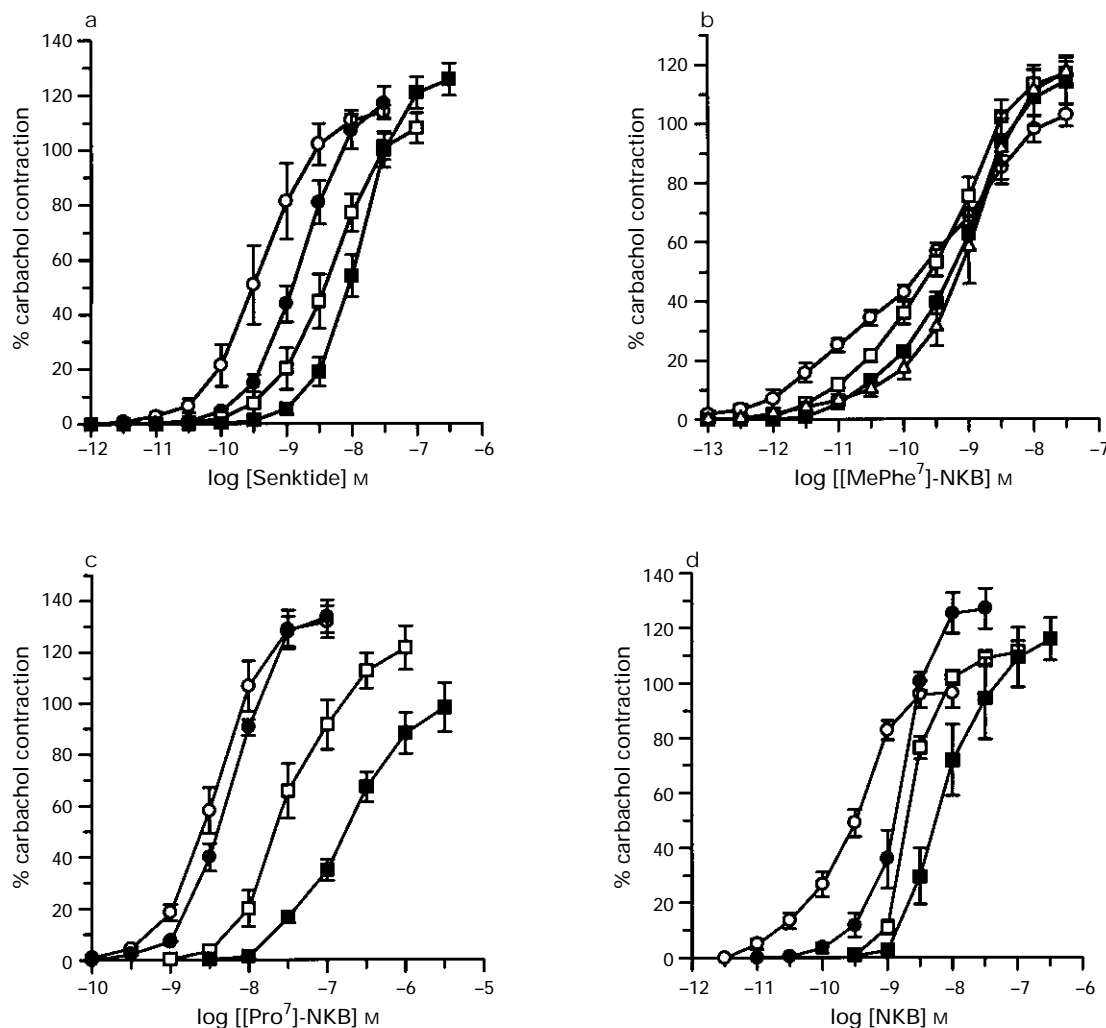 a
% carbachol contraction
120
100
80
60
40
20
0
–12 –11 –10 –9 –8 –7 –6
log [Senktide] M
b
% carbachol contraction
120
100
80
60
40
20
0
–13 –12 –11 –10 –9 –8 –7
log [[MePhe⁷]-NKB] M
c
% carbachol contraction
140
120
100
80
60
40
20
0
–10 –9 –8 –7 –6 –5
log [[Pro⁷]-NKB] M
d
% carbachol contraction
140
120
100
80
60
40
20
0
–12 –11 –10 –9 –8 –7 –6
log [NKB] M